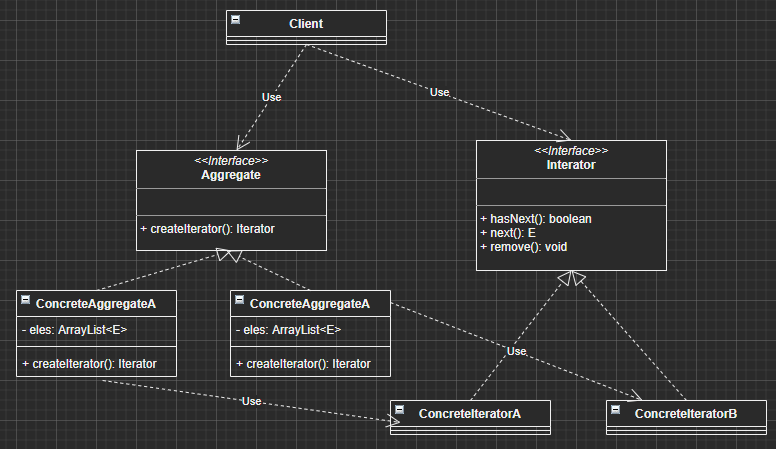 Client
Use
Use
<<Interface>>
Aggregate
+ createIterator(): Iterator
<<Interface>>
Interator
+ hasNext(): boolean
+ next(): E
+ remove(): void
ConcreteAggregateA
- eles: ArrayList<E>
+ createIterator(): Iterator
ConcreteAggregateA
- eles: ArrayList<E>
+ createIterator(): Iterator
Use
Use
ConcreteIteratorA
ConcreteIteratorB